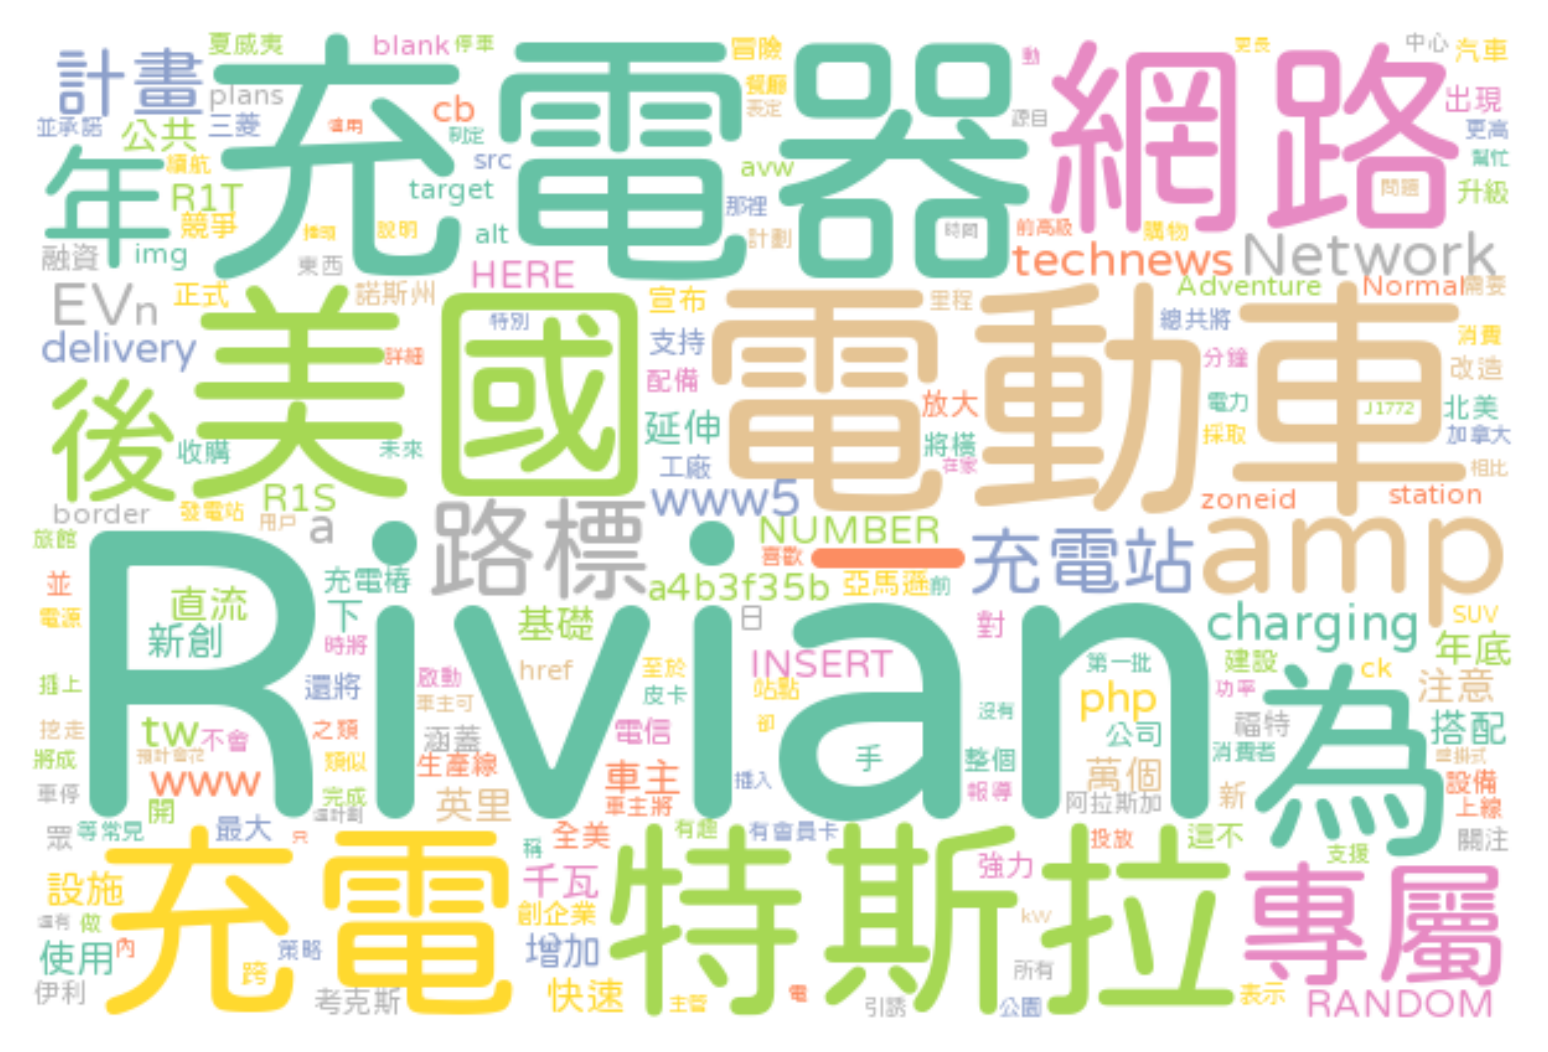 夏威夷
blank
停車
冒險
動
更長
中心
汽車
計畫
充電器
網路
plans
cb
餐廳
表定
源目
出現
並承諾
公共
三菱
制定
更高
年
續航
src
avw
幫忙
R1T
target
那裡
問題
升級
競爭
說明
alt
計劃
時間
前高級
購物
融資
img
東西
HERE
technews
Network
EVn
正式
諾斯州
宣布
里程
Adventure
Normal
需要
delivery
美國
特別
支持
電動車
總共將
消費
詳細
配備
分鐘
改造
後
放大
電力
J1772
北美
收購
未來
延伸
將橫
採取
加拿大
工廠
在家
相比
R1S
www5
zoneid
station
border
發電站
用戶
a
路標
NUMBER
amp
旅館
喜歡
充電站
並
充電樁
a4b3f35b
亞馬遜
前
直流
下
基礎
日
對
charging
SUV
電源
新創
時將
年底
Rivian
INSERT
第一批
建設
ck
為
插上
還將
啟動
href
至於
皮卡
站點
php
功率
注意
車主可
挖走
tw
不會
之類
涵蓋
電信
卻
沒有
公司
福特
搭配
將成
預計會花
類似
生產線
車主
插入
手
整個
萬個
消費者
壁掛式
www
車停
完成
英里
車主將
報導
阿拉斯加
新
設備
開
上線
眾
等常見
最大
只
稱
全美
有超
有會員卡
投放
這不
支援
關注
充電
特斯拉
專屬
設施
千瓦
強力
還有
做
創企業
kW
使用
內
策略
增加
跨
所有
伊利
考克斯
快速
主管
電
引誘
公園
表示
RANDOM